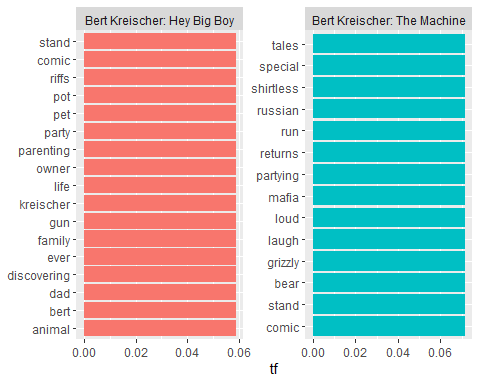 Bert Kreischer: Hey Big Boy
stand
comic
riffs
pot
pet
party
parenting
owner
life
kreischer
gun
family
ever
discovering
dad
bert
animal
0.00 0.02 0.04 0.06
Bert Kreischer: The Machine
tales
special
shirtless
russian
run
returns
partying
mafia
loud
laugh
grizzly
bear
stand
comic
0.00 0.02 0.04 0.06
tf